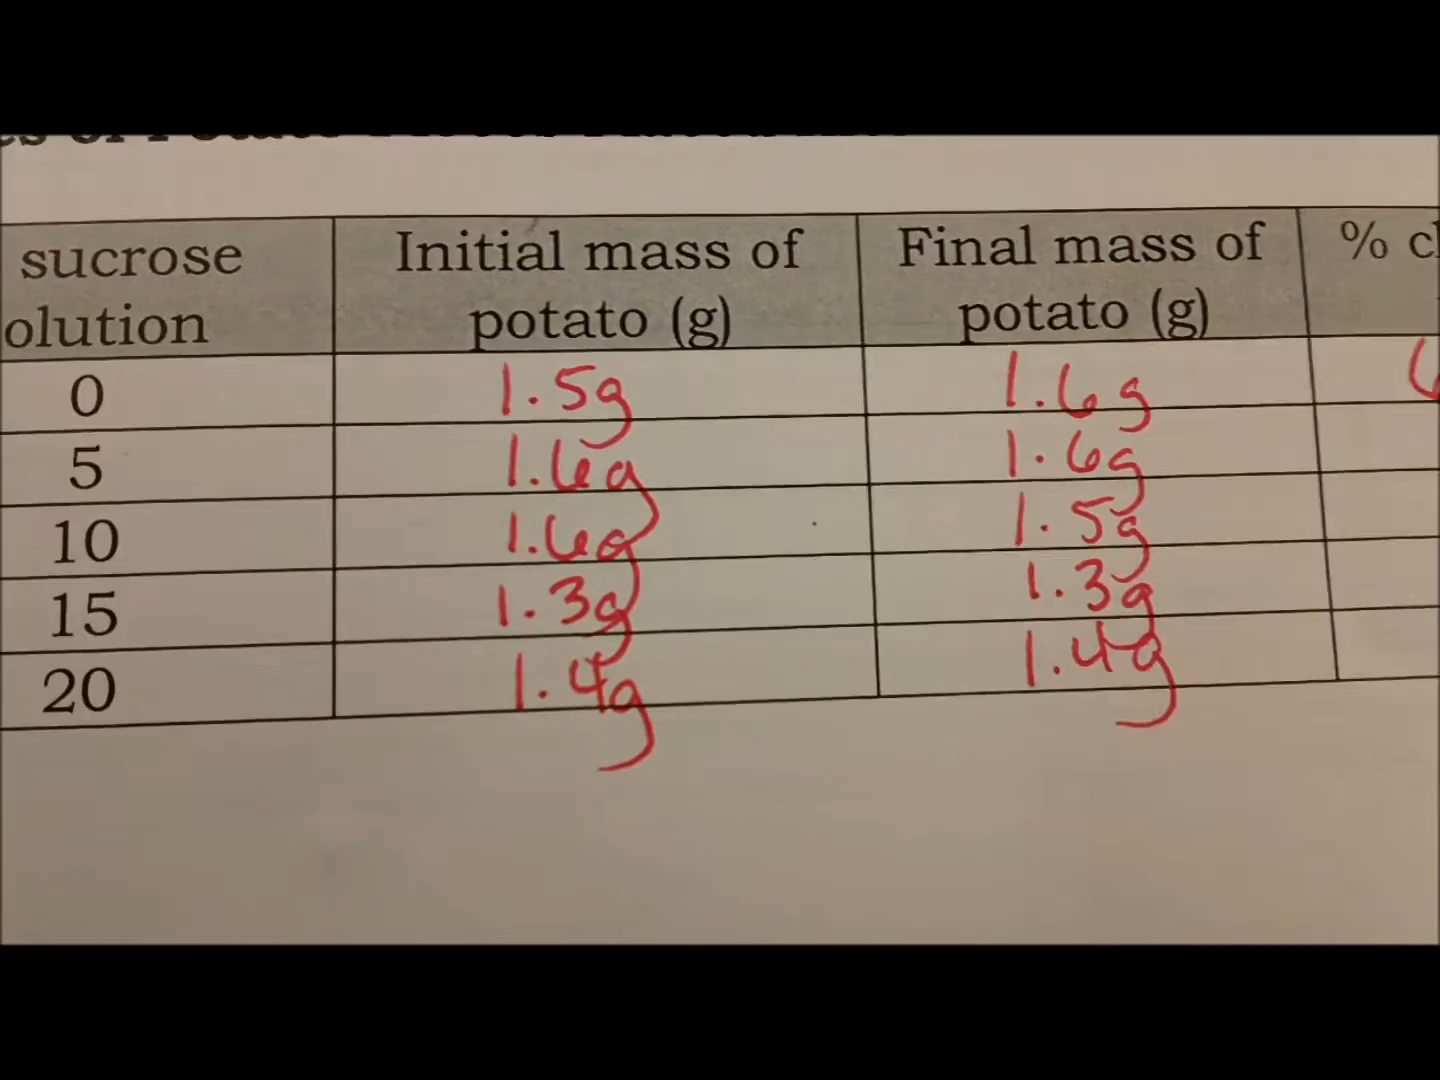 sucrose Initial mass of Final mass of %
olution potato (g) potato (g)
0 1.5g 1.6g 6
5 1.6g 1.6g
10 1.6g 1.5g
15 1.3g 1.3g
20 1.4g 1.4g